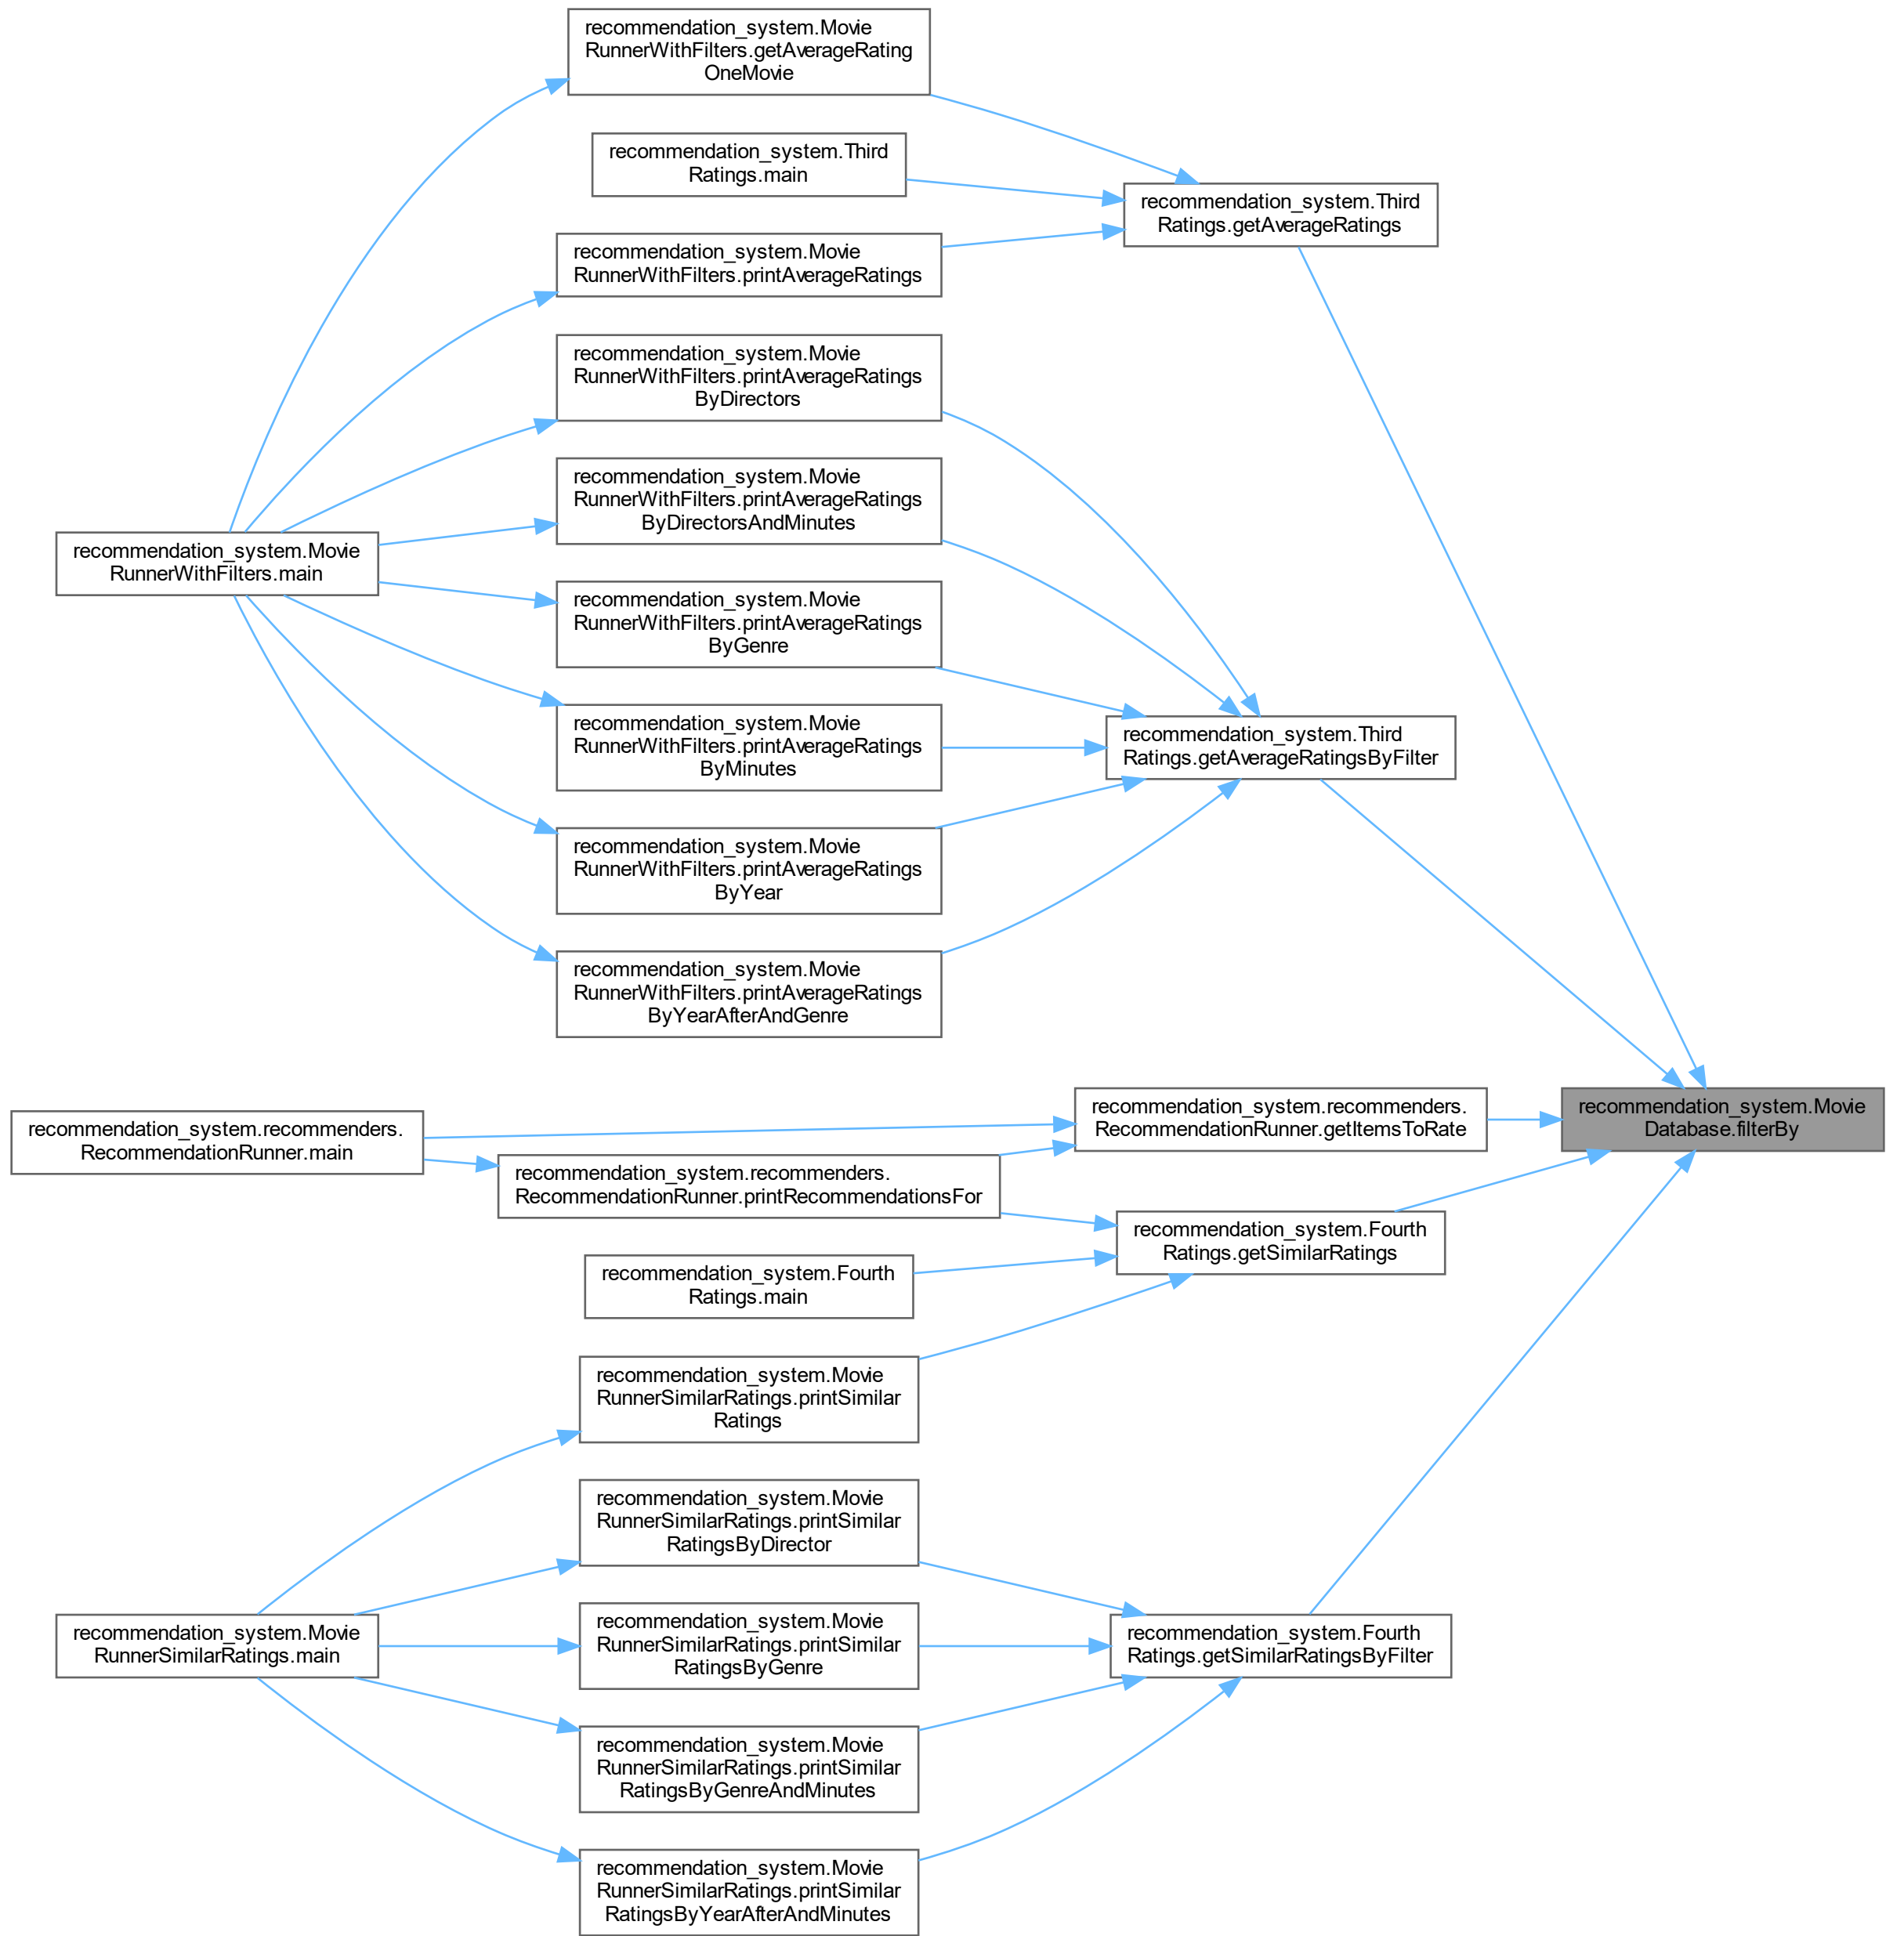 recommendation_system.Movie
RunnerWithFilters.getAverageRating
OneMovie
recommendation_system.Third
Ratings.main
recommendation_system.Third
Ratings.getAverageRatings
recommendation_system.Movie
RunnerWithFilters.printAverageRatings
recommendation_system.Movie
RunnerWithFilters.printAverageRatings
ByDirectors
recommendation_system.Movie
RunnerWithFilters.printAverageRatings
ByDirectorsAndMinutes
recommendation_system.Movie
RunnerWithFilters.main
recommendation_system.Movie
RunnerWithFilters.printAverageRatings
ByGenre
recommendation_system.Movie
RunnerWithFilters.printAverageRatings
ByMinutes
recommendation_system.Third
Ratings.getAverageRatingsByFilter
recommendation_system.Movie
RunnerWithFilters.printAverageRatings
ByYear
recommendation_system.Movie
RunnerWithFilters.printAverageRatings
ByYearAfterAndGenre
recommendation_system.recommenders.
RecommendationRunner.main
recommendation_system.recommenders.
RecommendationRunner.getItemsToRate
recommendation_system.Movie
Database.filterBy
recommendation_system.recommenders.
RecommendationRunner.printRecommendationsFor
recommendation_system.Fourth
Ratings.getSimilarRatings
recommendation_system.Fourth
Ratings.main
recommendation_system.Movie
RunnerSimilarRatings.printSimilar
Ratings
recommendation_system.Movie
RunnerSimilarRatings.printSimilar
RatingsByDirector
recommendation_system.Movie
RunnerSimilarRatings.main
recommendation_system.Movie
RunnerSimilarRatings.printSimilar
RatingsByGenre
recommendation_system.Fourth
Ratings.getSimilarRatingsByFilter
recommendation_system.Movie
RunnerSimilarRatings.printSimilar
RatingsByGenreAndMinutes
recommendation_system.Movie
RunnerSimilarRatings.printSimilar
RatingsByYearAfterAndMinutes